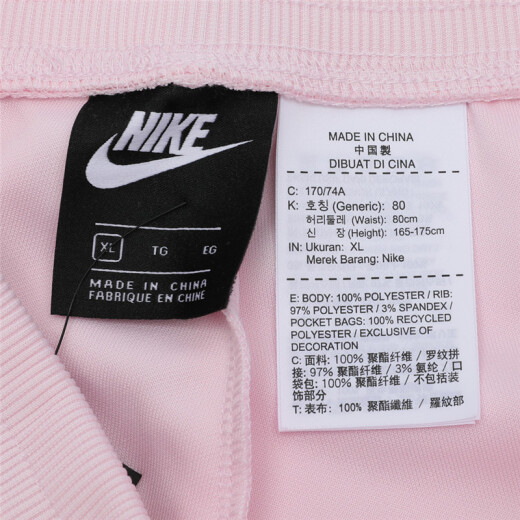 NIKE
XL TG EG
MADE IN CHINA
FABRIQUE EN CHINE
MADE IN CHINA
中国製
DIBUAT DI CINA
C: 170/74A
K: 호칭 (Generic): 80
허리둘레 (Waist): 80cm
신 장 (Height): 165-175cm
IN: Ukuran: XL
Merek Barang: Nike
E: BODY: 100% POLYESTER / RIB:
97% POLYESTER / 3% SPANDEX /
POCKET BAGS: 100% RECYCLED
POLYESTER / EXCLUSIVE OF
DECORATION
C: 面料: 100% 聚酯纤维 / 罗纹拼
接: 97% 聚酯纤维 / 3% 氨纶 / 口
袋包: 100% 聚酯纤维 / 不包括装
饰部分
T: 表布: 100% 聚酯纖維 / 羅紋部